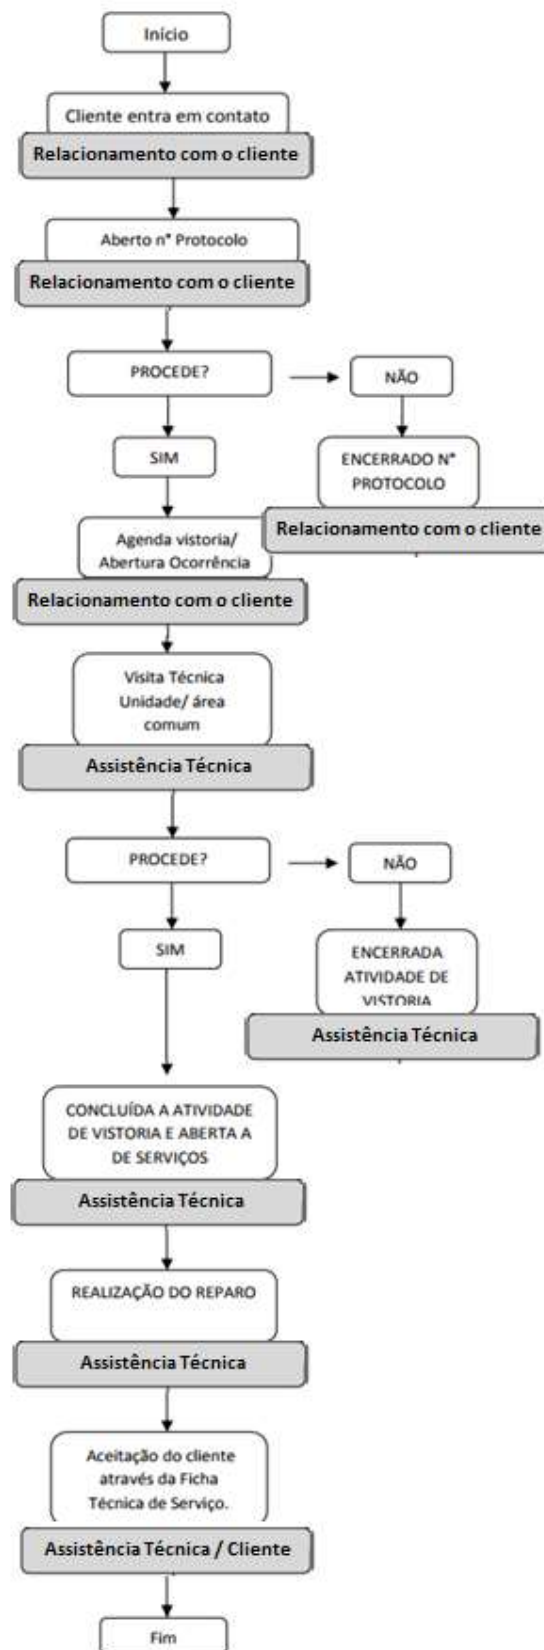 Início
Cliente entra em contato
Relacionamento com o cliente
Aberto n° Protocolo
Relacionamento com o cliente
PROCEDE?
NÃO
SIM
ENCERRADO N°
PROTOCOLO
Relacionamento com o cliente
Agenda vistoria/
Abertura Ocorrência
Relacionamento com o cliente
Visita Técnica
Unidade/ área
comum
Assistência Técnica
PROCEDE?
NÃO
SIM
ENCERRADA
ATIVIDADE DE
VISTORIA
Assistência Técnica
CONCLUÍDA A ATIVIDADE
DE VISTORIA E ABERTA A
DE SERVIÇOS
Assistência Técnica
REALIZAÇÃO DO REPARO
Assistência Técnica
Aceitação do cliente
através da Ficha
Técnica de Serviço.
Assistência Técnica / Cliente
Fim